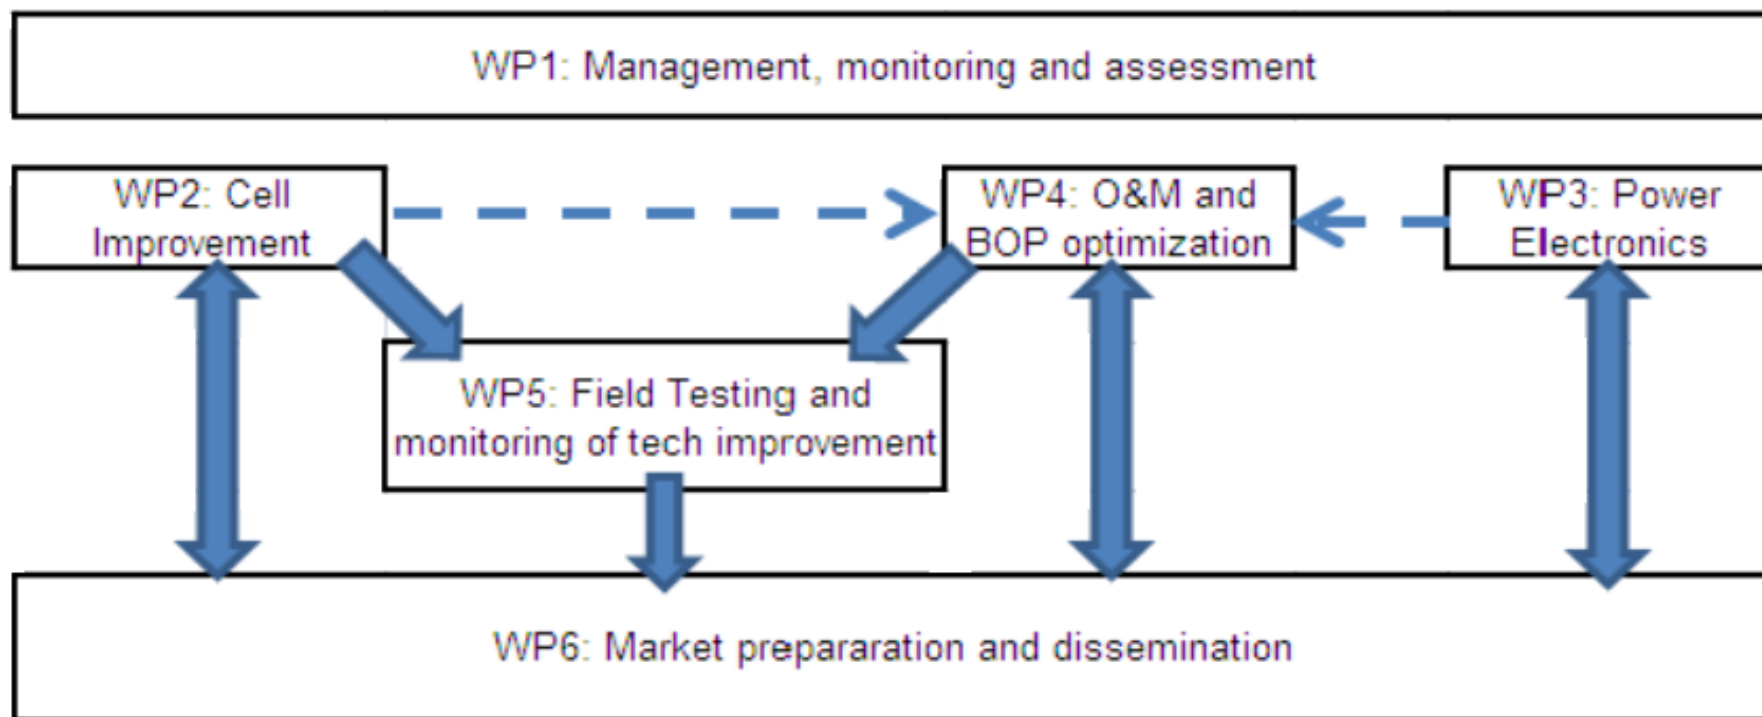 WP1: Management, monitoring and assessment
WP2: Cell
Improvement
WP4: O&M and
BOP optimization
WP3: Power
Electronics
WP5: Field Testing and
monitoring of tech improvement
WP6: Market prepararation and dissemination